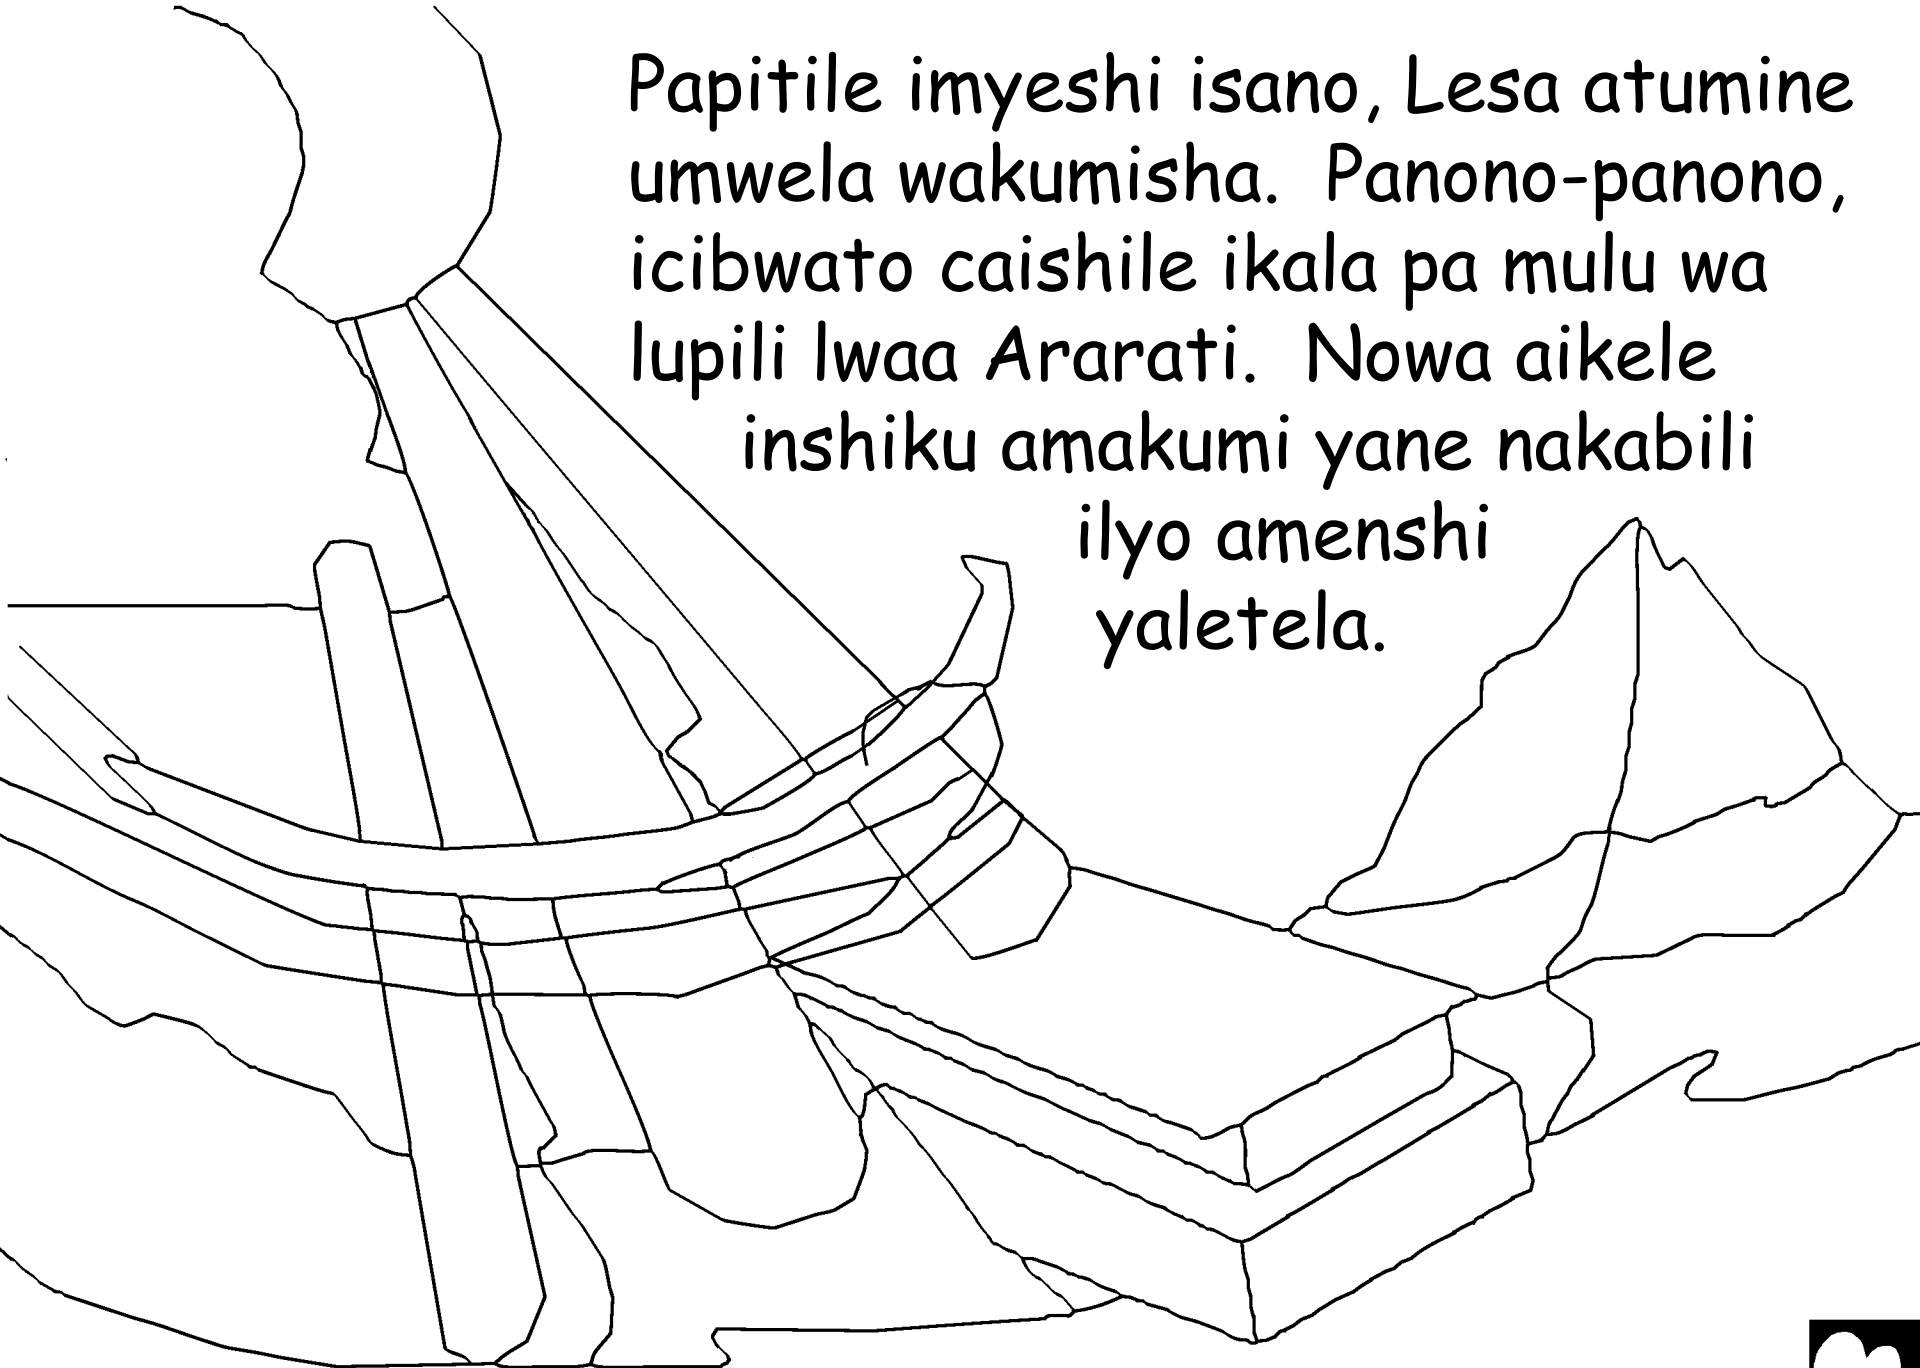 Papitile imyeshi isano, Lesa atumine
umwela wakumisha.  Panono-panono,
icibwato caishile ikala pa mulu wa
lupili lwaa Ararati.  Nowa aikele
inshiku amakumi yane nakabili
ilyo amenshi
yaletela.